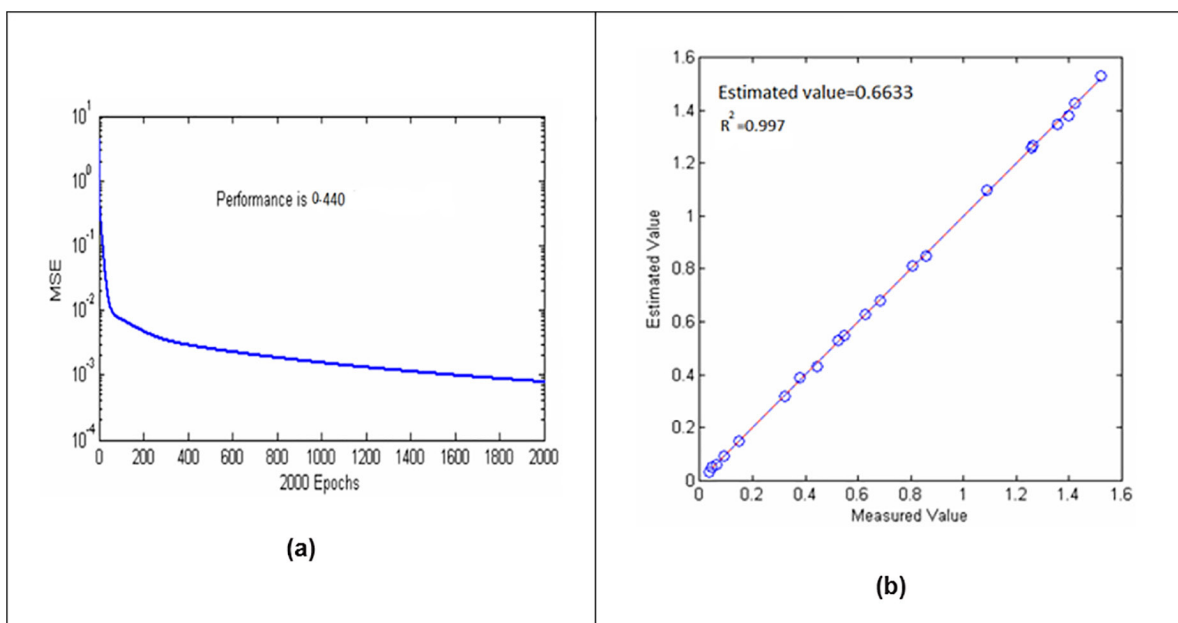 10^1
10^0
10^-1
10^-2
10^-3
10^-4
MSE
Performance is 0-440
0 200 400 600 800 1000 1200 1400 1600 1800 2000
2000 Epochs
(a)
1.6
1.4
1.2
1
0.8
0.6
0.4
0.2
0
Estimated Value
Estimated value=0.6633
R^2=0.997
0 0.2 0.4 0.6 0.8 1 1.2 1.4 1.6
Measured Value
(b)